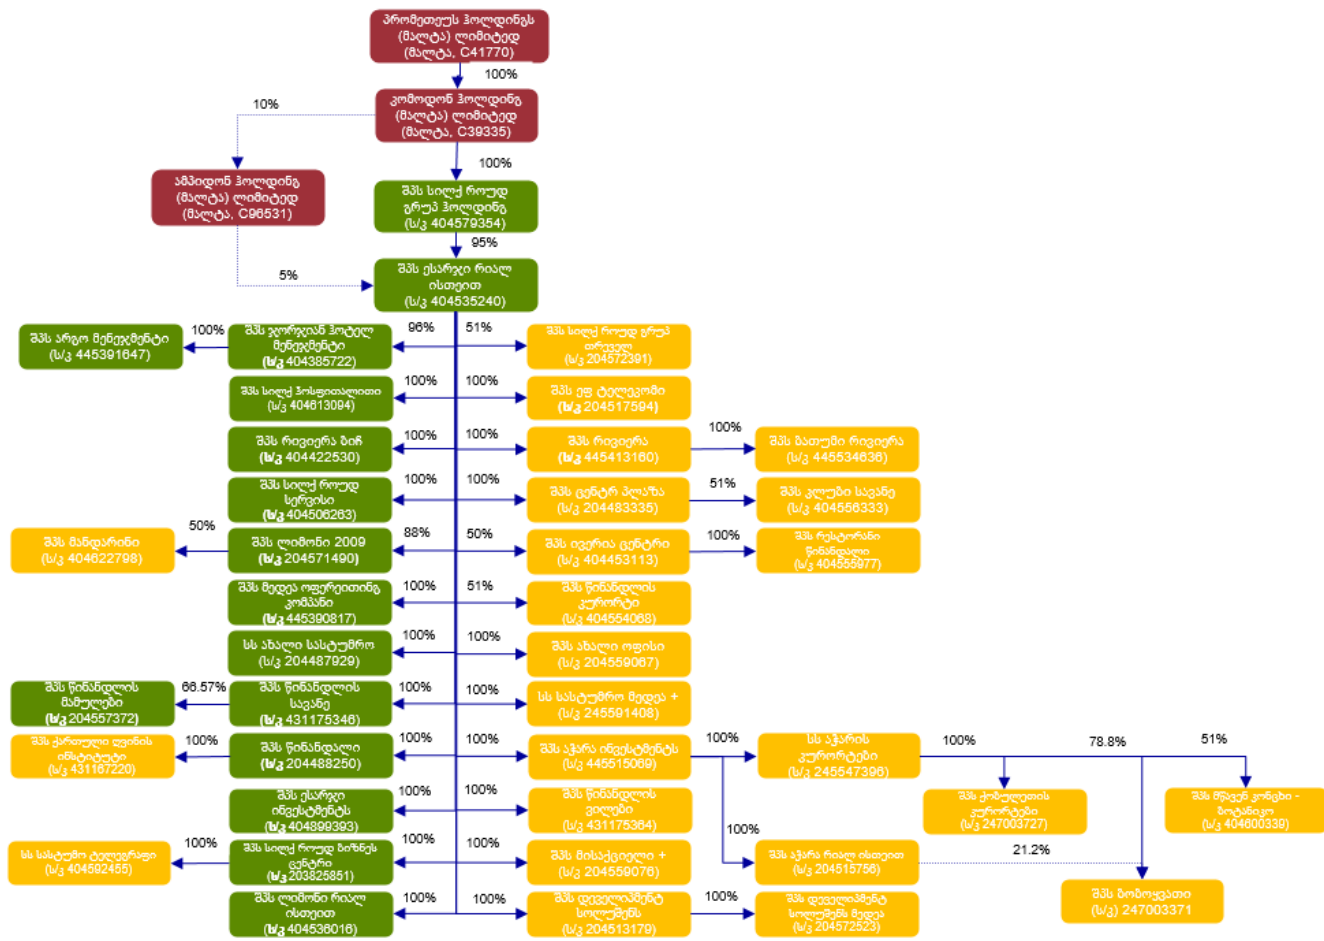 პრომეთეუს ჰოლდინგს
(მალტა) ლიმიტედ
(მალტა, C41770)
100%
კომოდონ ჰოლდინგ
(მალტა) ლიმიტედ
(მალტა, C39335)
10%
100%
ამპიდონ ჰოლდინგ
(მალტა) ლიმიტედ
(მალტა, C96531)
შპს სილქ როუდ
გრუპ ჰოლდინგ
(ს/კ 404579354)
95%
5%
შპს ესარჯი რიალ
ისთეით
(ს/კ 404535240)
შპს არგო მენეჯმენტი
(ს/კ 445391647)
100%
შპს ჯორჯიან ჰოტელ
მენეჯმენტი
(ს/კ 404385722)
96%
51%
შპს სილქ როუდ გრუპ
თრეველ
(ს/კ 204572391)
შპს სილქ ჰოსფითალითი
(ს/კ 404613094)
100%
100%
შპს ეფ ტელეკომი
(ს/კ 204517594)
შპს რივიერა ბიჩ
(ს/კ 404422530)
100%
100%
შპს რივიერა
(ს/კ 445413160)
100%
შპს ბათუმი რივიერა
(ს/კ 445534636)
შპს სილქ როუდ
სერვისი
(ს/კ 404506263)
100%
100%
შპს ცენტრ პლაზა
(ს/კ 204483335)
51%
შპს კლუბი სავანე
(ს/კ 404556333)
შპს მანდარინი
(ს/კ 404622798)
50%
შპს ლიმონი 2009
(ს/კ 204571490)
88%
50%
შპს ივერია ცენტრი
(ს/კ 404453113)
100%
შპს რესტორანი
წინანდალი
(ს/კ 404555977)
შპს მედეა ოფერეითინგ
კომპანი
(ს/კ 445390817)
100%
51%
შპს წინანდლის
კურორტი
(ს/კ 404554068)
სს ახალი სასტუმრო
(ს/კ 204487929)
100%
100%
შპს ახალი ოფისი
(ს/კ 204559067)
შპს წინანდლის
მამულები
(ს/კ 204557372)
66.57%
შპს წინანდლის
სავანე
(ს/კ 431175346)
100%
100%
სს სასტუმრო მედეა +
(ს/კ 245591408)
შპს ქართული ღვინის
ინსტიტუტი
(ს/კ 431167220)
100%
შპს წინანდალი
(ს/კ 204488250)
100%
100%
შპს აჭარა ინვესტმენტს
(ს/კ 445515069)
100%
სს აჭარის
კურორტები
(ს/კ 245547396)
100%
78.8%
51%
შპს ესარჯი
ინვესტმენტს
(ს/კ 404899393)
100%
100%
შპს წინანდლის
ვილები
(ს/კ 431175364)
შპს ქობულეთის
კურორტები
(ს/კ 247003727)
შპს მწვანე კონცხი -
ბოტანიკო
(ს/კ 404600339)
სს სასტუმო ტელეგრაფი
(ს/კ 404592455)
100%
შპს სილქ როუდ ბიზნეს
ცენტრი
(ს/კ 203825851)
100%
100%
შპს მისაქციელი +
(ს/კ 204559076)
100%
შპს აჭარა რიალ ისთეით
(ს/კ 204515756)
21.2%
შპს ბობოყვათი
(ს/კ) 247003371
შპს ლიმონი რიალ
ისთეით
(ს/კ 404536016)
100%
100%
შპს დეველიპმენტ
სოლუშენს
(ს/კ 204513179)
100%
შპს დეველიპმენტ
სოლუშენს მედეა
(ს/კ 204572523)